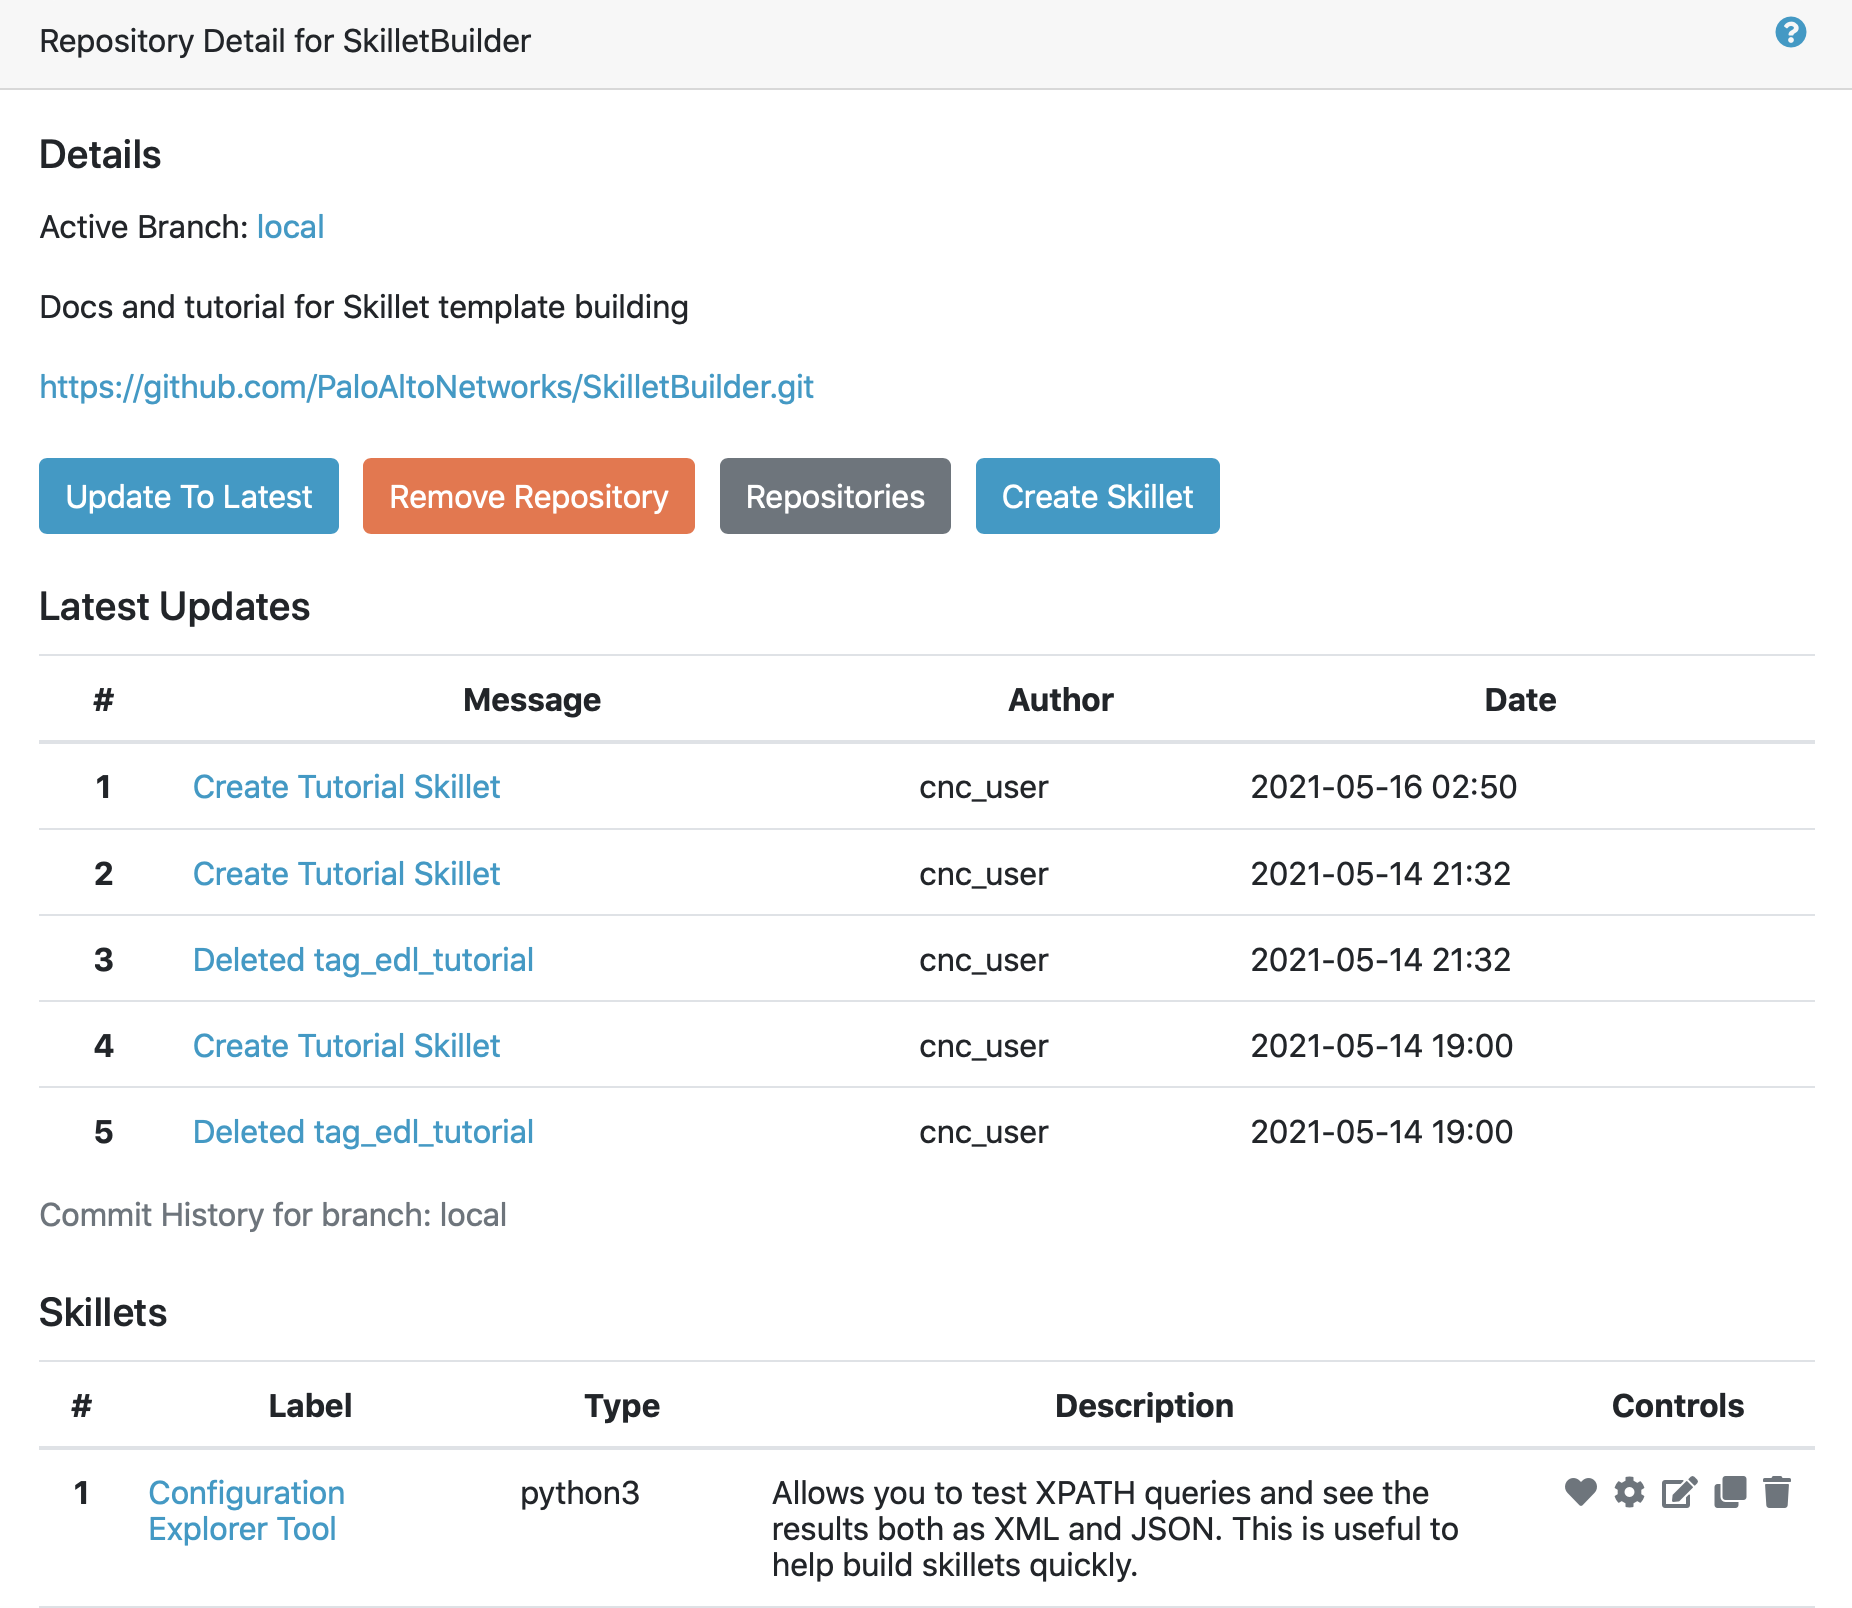 Repository Detail for SkilletBuilder
?
Details
Active Branch: local
Docs and tutorial for Skillet template building
https://github.com/PaloAltoNetworks/SkilletBuilder.git
Update To Latest Remove Repository Repositories Create Skillet
Latest Updates
# Message Author Date
1 Create Tutorial Skillet cnc_user 2021-05-16 02:50
2 Create Tutorial Skillet cnc_user 2021-05-14 21:32
3 Deleted tag_edl_tutorial cnc_user 2021-05-14 21:32
4 Create Tutorial Skillet cnc_user 2021-05-14 19:00
5 Deleted tag_edl_tutorial cnc_user 2021-05-14 19:00
Commit History for branch: local
Skillets
# Label Type Description Controls
1 Configuration python3 Allows you to test XPATH queries and see the
Explorer Tool results both as XML and JSON. This is useful to
help build skillets quickly.